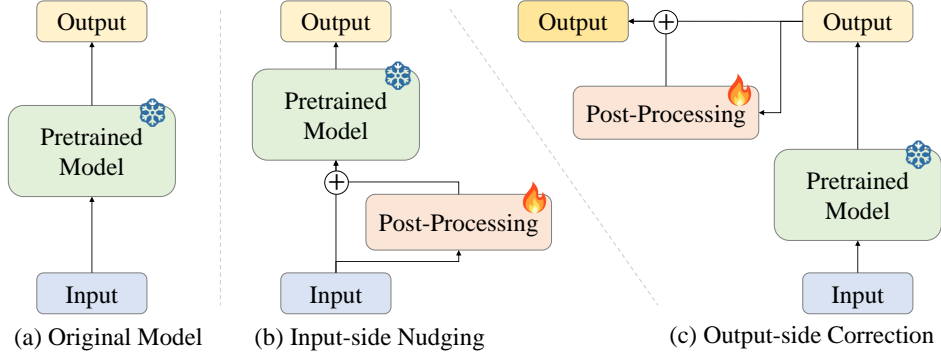 Output
Pretrained
Model
Input
(a) Original Model
Output
Pretrained
Model
Post-Processing
Input
(b) Input-side Nudging
Output
Output
Post-Processing
Pretrained
Model
Input
(c) Output-side Correction